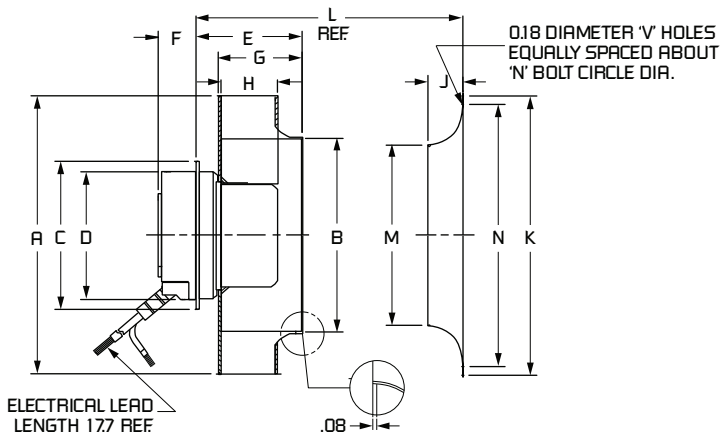 L
REF.
F
E
G
H
J
0.18 DIAMETER 'V' HOLES
EQUALLY SPACED ABOUT
'N' BOLT CIRCLE DIA.
A
C
D
B
M
N
K
ELECTRICAL LEAD
LENGTH 17.7 REF.
.08